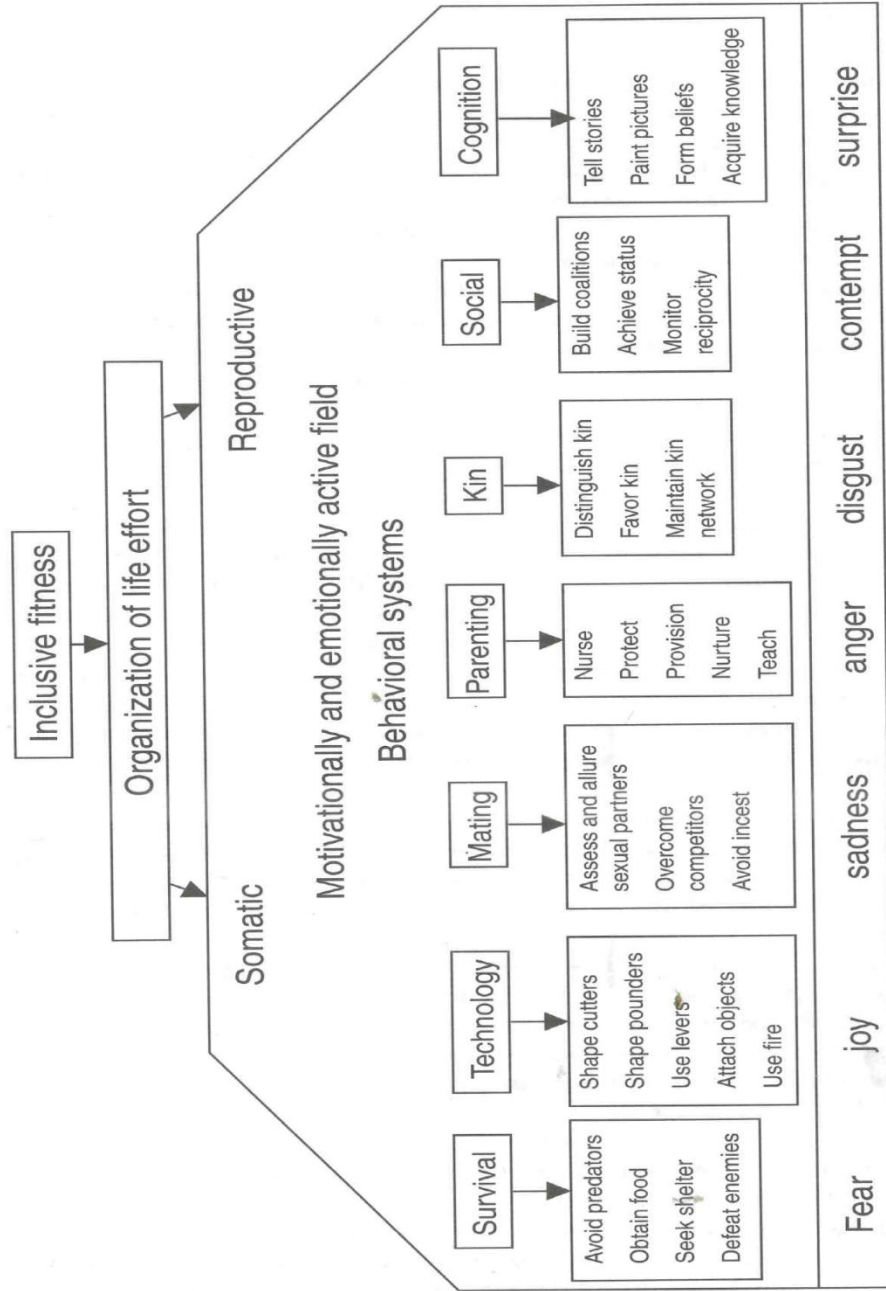 Inclusive fitness
Organization of life effort
Somatic
Reproductive
Motivationally and emotionally active field
Behavioral systems
Survival
Avoid predators
Obtain food
Seek shelter
Defeat enemies
Technology
Shape cutters
Shape pounders
Use levers
Attach objects
Use fire
Mating
Assess and allure
sexual partners
Overcome
competitors
Avoid incest
Parenting
Nurse
Protect
Provision
Nurture
Teach
Kin
Distinguish kin
Favor kin
Maintain kin
network
Social
Build coalitions
Achieve status
Monitor
reciprocity
Cognition
Tell stories
Paint pictures
Form beliefs
Acquire knowledge
Fear joy sadness anger disgust contempt surprise